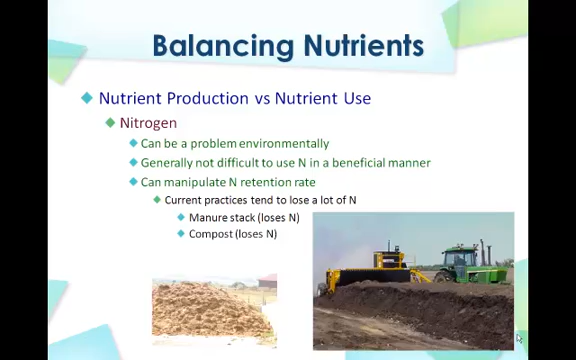 Balancing Nutrients
Nutrient Production vs Nutrient Use
Nitrogen
Can be a problem environmentally
Generally not difficult to use N in a beneficial manner
Can manipulate N retention rate
Current practices tend to lose a lot of N
Manure stack (loses N)
Compost (loses N)